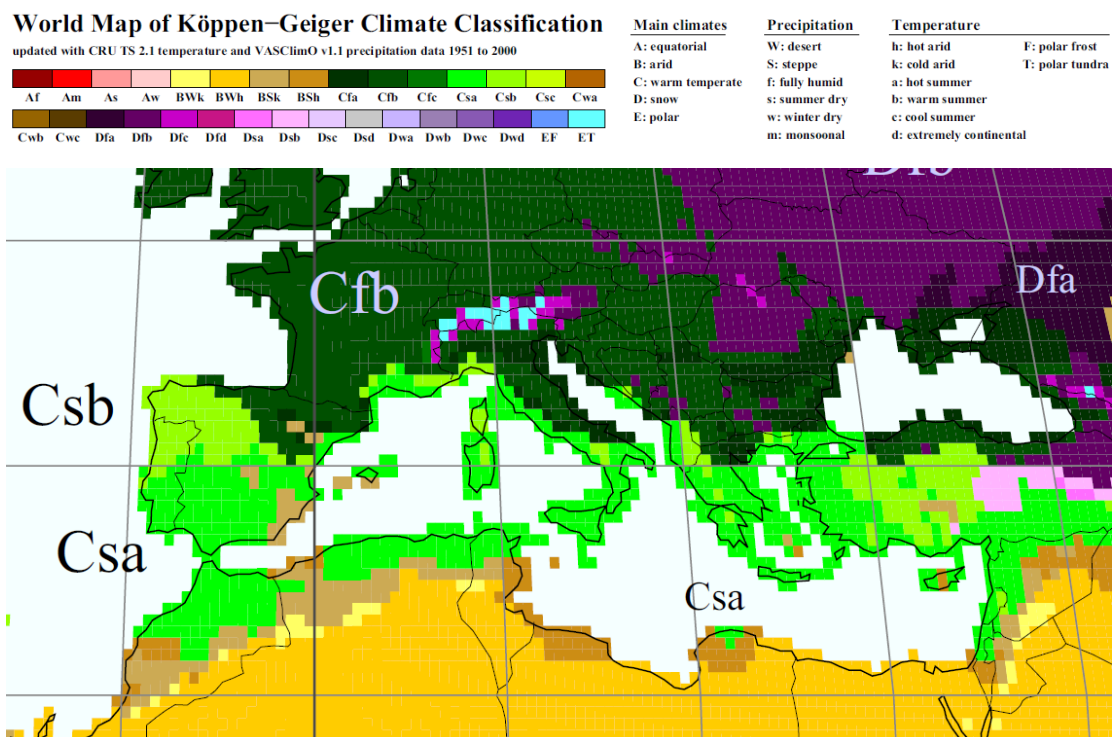 World Map of Köppen−Geiger Climate Classification
updated with CRU TS 2.1 temperature and VASClimO v1.1 precipitation data 1951 to 2000
Af Am As Aw BWk BWh BSk BSh Cfa Cfb Cfc Csa Csb Csc Cwa
Cwb Cwc Dfa Dfb Dfc Dfd Dsa Dsb Dsc Dsd Dwa Dwb Dwc Dwd EF ET
Main climates
A: equatorial
B: arid
C: warm temperate
D: snow
E: polar
Precipitation
W: desert
S: steppe
f: fully humid
s: summer dry
w: winter dry
m: monsoonal
Temperature
h: hot arid
k: cold arid
a: hot summer
b: warm summer
c: cool summer
d: extremely continental
F: polar frost
T: polar tundra
Dfb
Dfa
Cfb
Csb
Csa
Csa